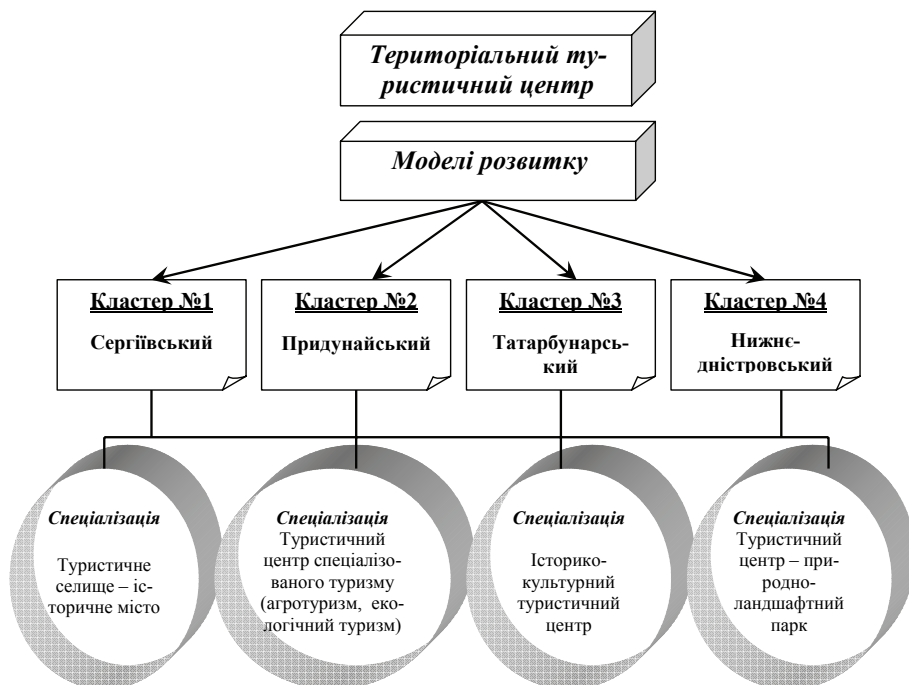 Територіальний ту-
ристичний центр
Моделі розвитку
Кластер №1
Сергіївський
Кластер №2
Придунайський
Кластер №3
Татарбунарсь-
кий
Кластер №4
Нижнє-
дністровський
Спеціалізація
Туристичне
селище – іс-
торичне місто
Спеціалізація
Туристичний
центр спеціалізо-
ваного туризму
(агротуризм, еко-
логічний туризм)
Спеціалізація
Історико-
культурний
туристичний
центр
Спеціалізація
Туристичний
центр – при-
родно-
ландшафтний
парк